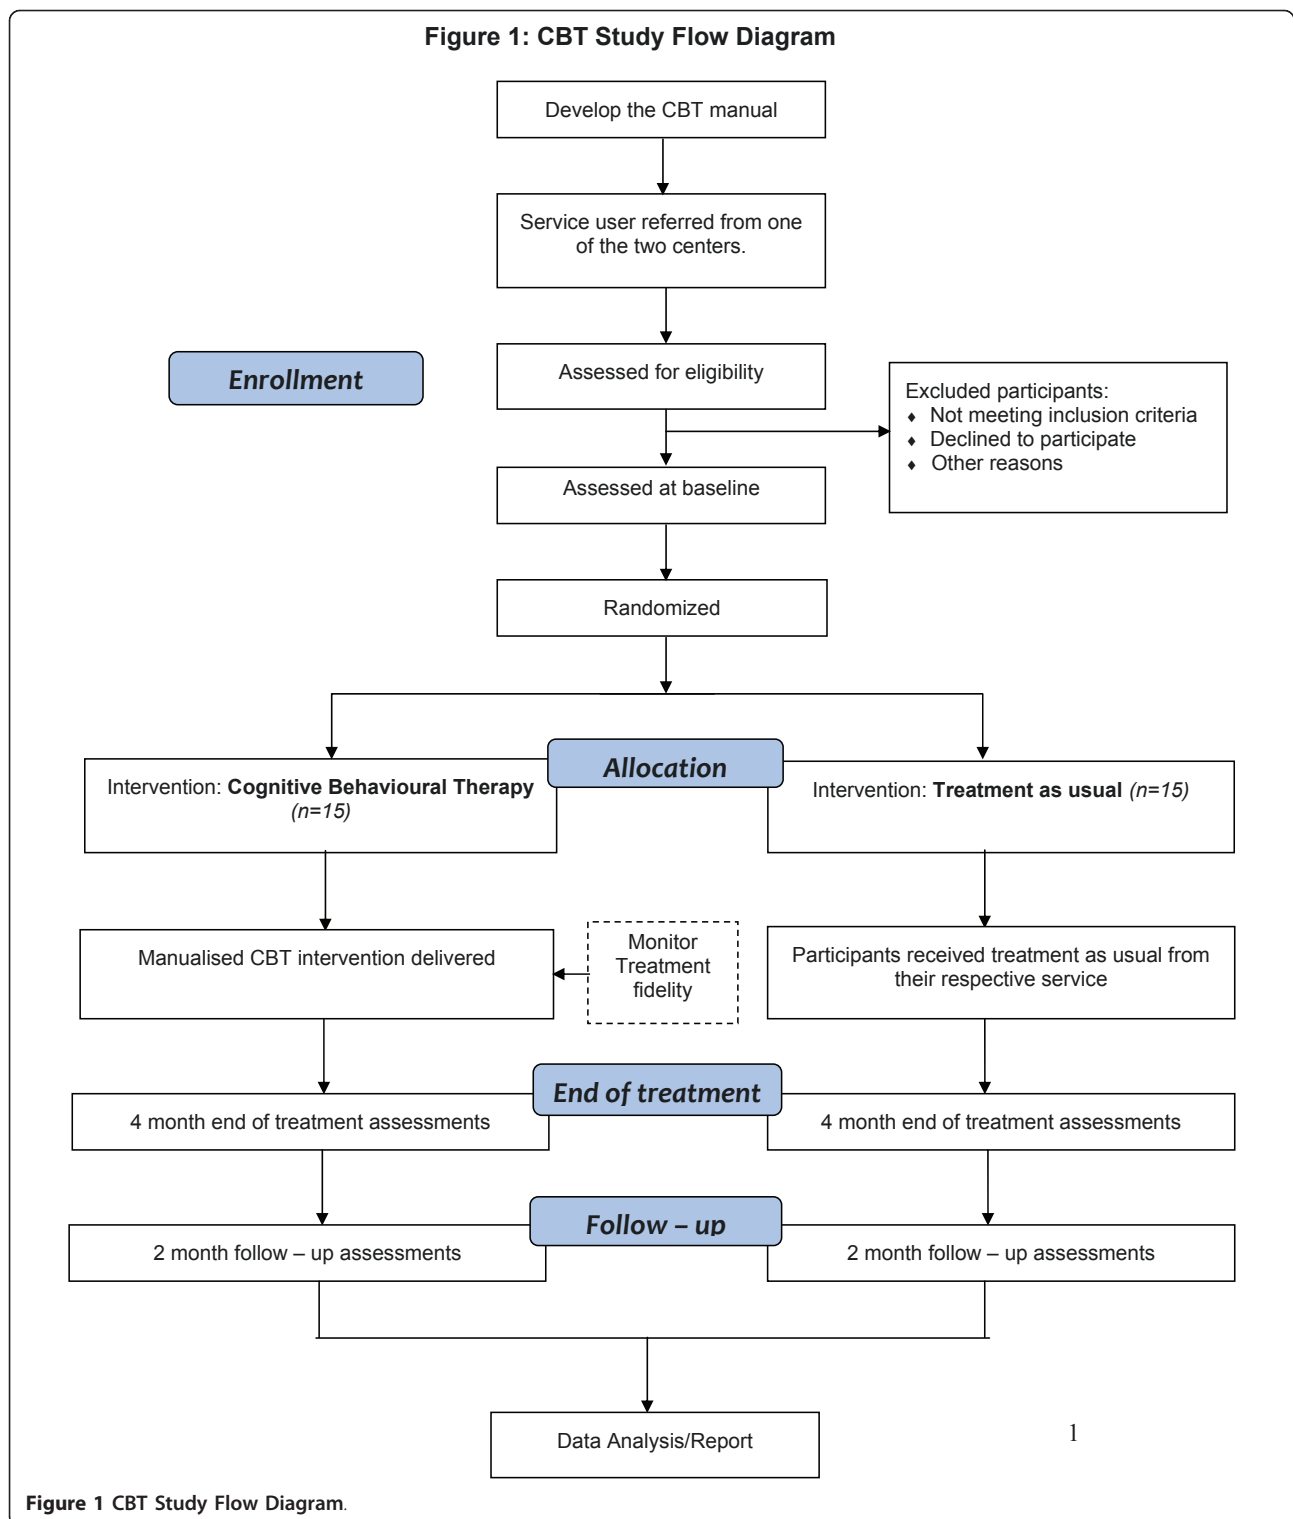 Figure 1: CBT Study Flow Diagram
Develop the CBT manual
Service user referred from one
of the two centers.
Enrollment
Assessed for eligibility
Excluded participants:
♦ Not meeting inclusion criteria
♦ Declined to participate
♦ Other reasons
Assessed at baseline
Randomized
Allocation
Intervention: Cognitive Behavioural Therapy
(n=15)
Intervention: Treatment as usual (n=15)
Manualised CBT intervention delivered
Monitor
Treatment
fidelity
Participants received treatment as usual from
their respective service
End of treatment
4 month end of treatment assessments
4 month end of treatment assessments
Follow – up
2 month follow – up assessments
2 month follow – up assessments
Data Analysis/Report
1
Figure 1 CBT Study Flow Diagram.